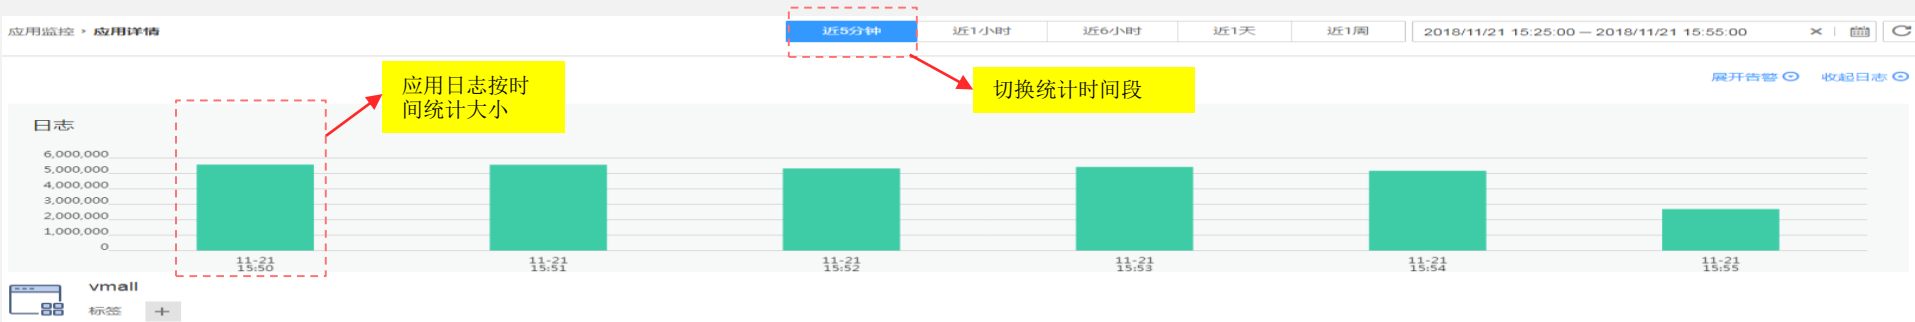 应用监控 › 应用详情
近5分钟 近1小时 近6小时 近1天 近1周 2018/11/21 15:25:00 — 2018/11/21 15:55:00
展开告警 收起日志
应用日志按时
间统计大小
切换统计时间段
日志
6,000,000
5,000,000
4,000,000
3,000,000
2,000,000
1,000,000
0
11-21 11-21 11-21 11-21 11-21 11-21
15:50 15:51 15:52 15:53 15:54 15:55
vmall
标签 +